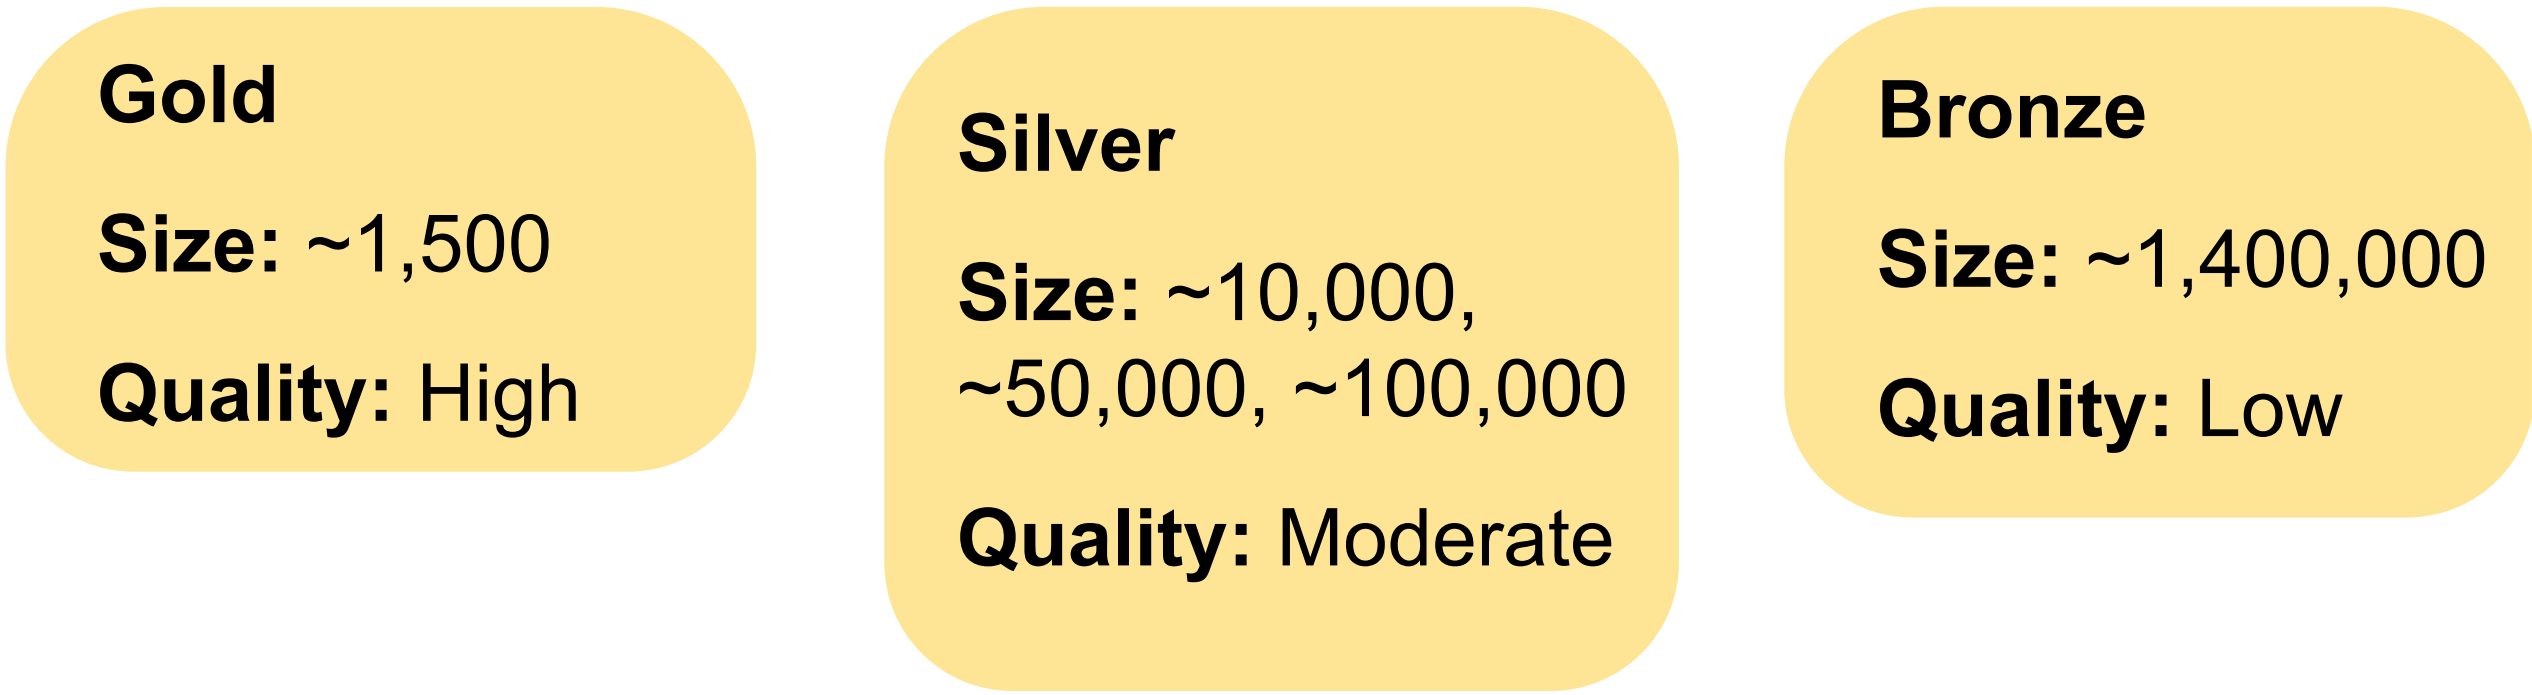 Gold
Size: ~1,500
Quality: High
Silver
Size: ~10,000,
~50,000, ~100,000
Quality: Moderate
Bronze
Size: ~1,400,000
Quality: Low